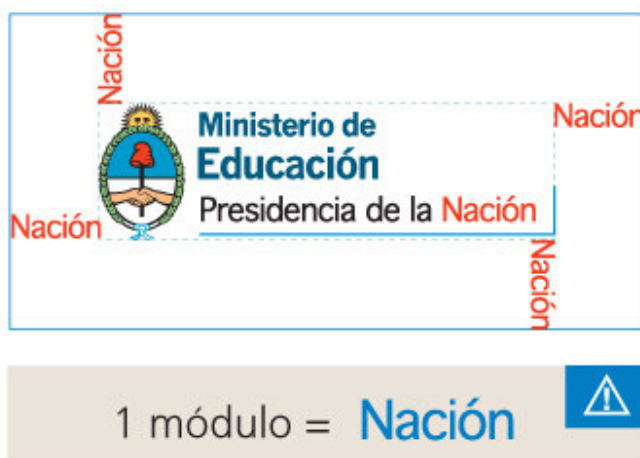 Nación
Ministerio de
Nación
Educación
Presidencia de la Nación
Nación
Nación
1 módulo = Nación